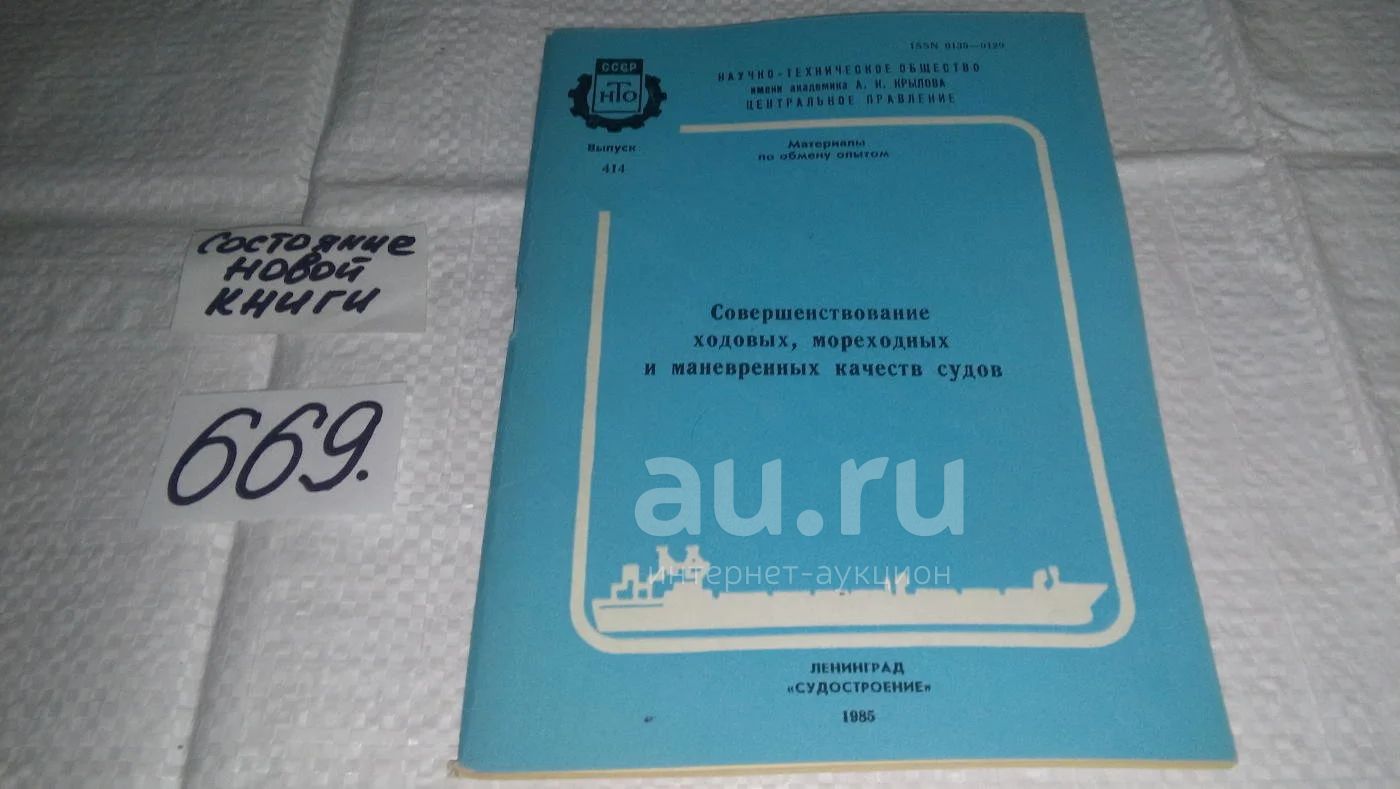 ISSN 0135—0120
СССР
НТО
НАУЧНО-ТЕХНИЧЕСКОЕ ОБЩЕСТВО
имени академика А. Н. КРЫЛОВА
ЦЕНТРАЛЬНОЕ ПРАВЛЕНИЕ
Выпуск
414
Материалы
по обмену опытом
состояние
новой
книги
Совершенствование
ходовых, мореходных
и маневренных качеств судов
669.
au.ru
интернет-аукцион
ЛЕНИНГРАД
«СУДОСТРОЕНИЕ»
1985